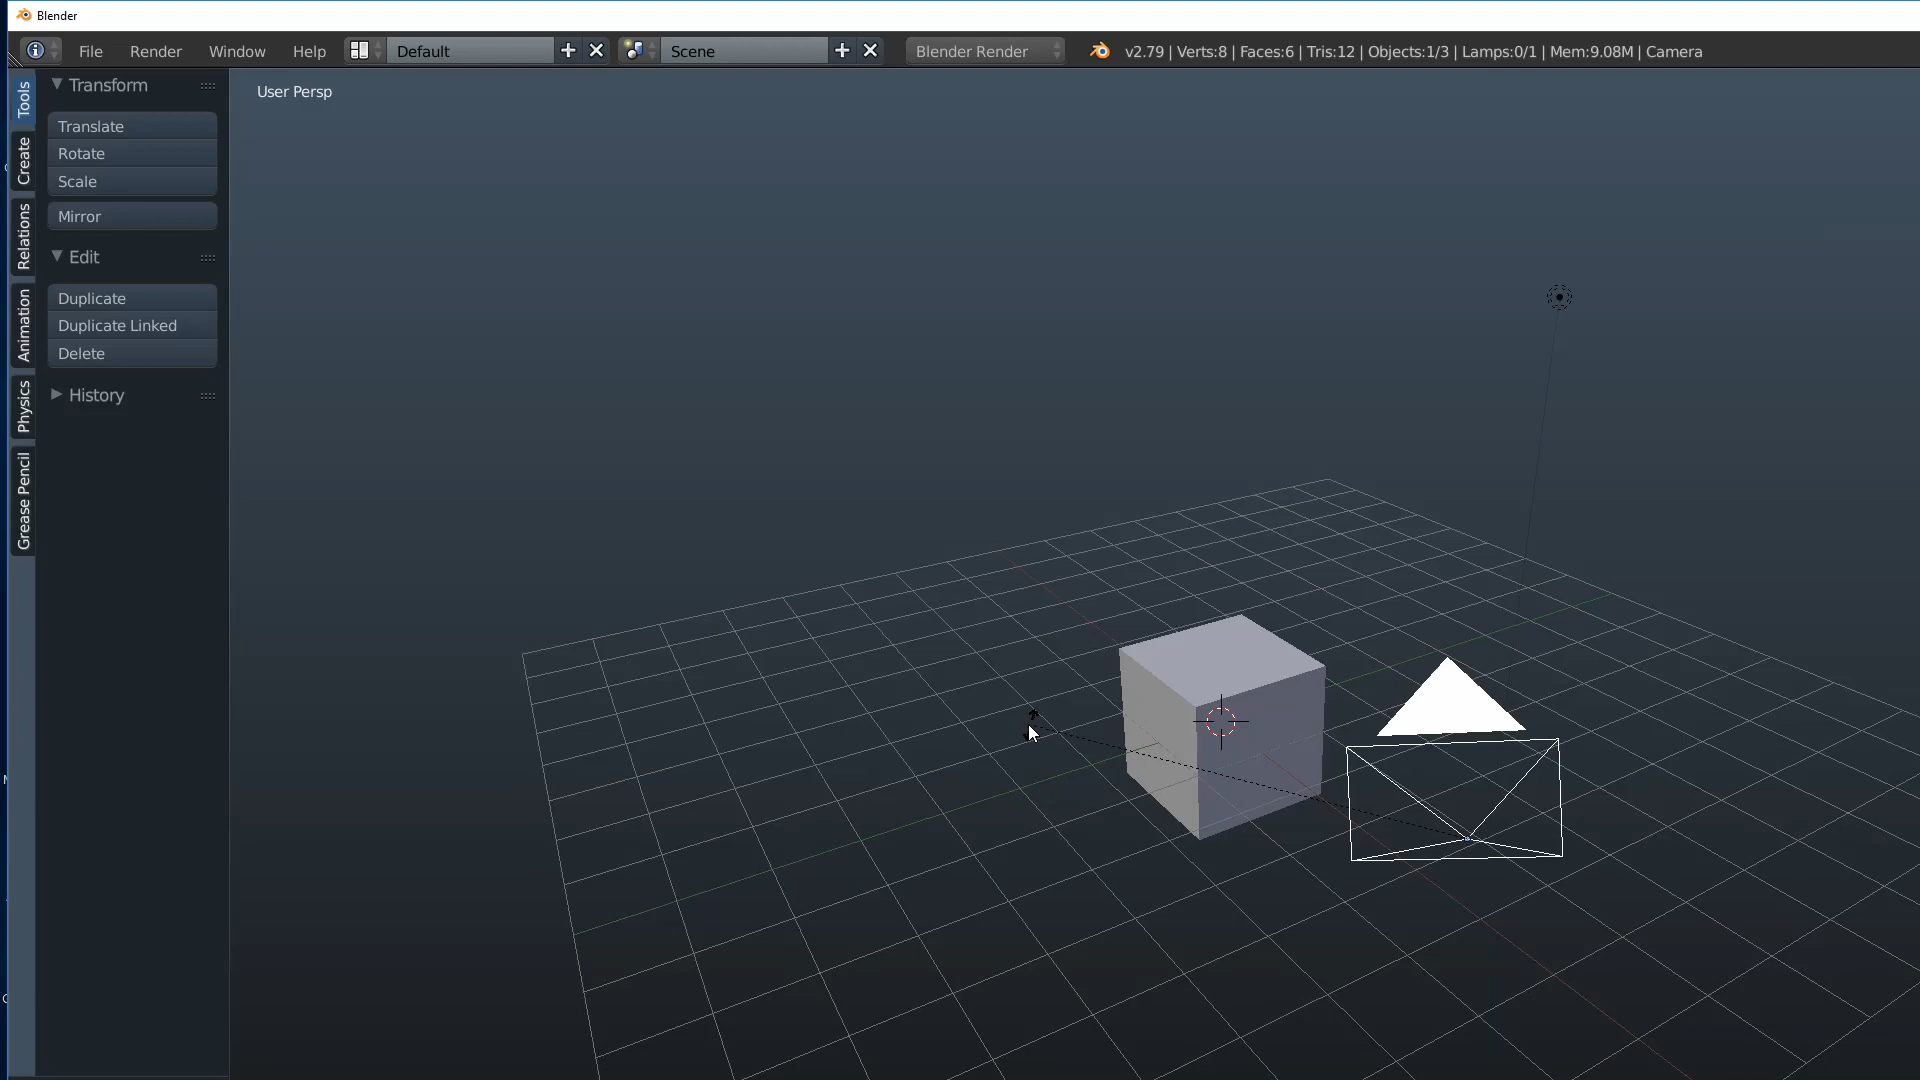 Blender
File Render Window Help Default Scene Blender Render v2.79 | Verts:8 | Faces:6 | Tris:12 | Objects:1/3 | Lamps:0/1 | Mem:9.08M | Camera
Transform
User Persp
Translate
Rotate
Scale
Mirror
Edit
Duplicate
Duplicate Linked
Delete
History
Tools
Create
Relations
Animation
Physics
Grease Pencil